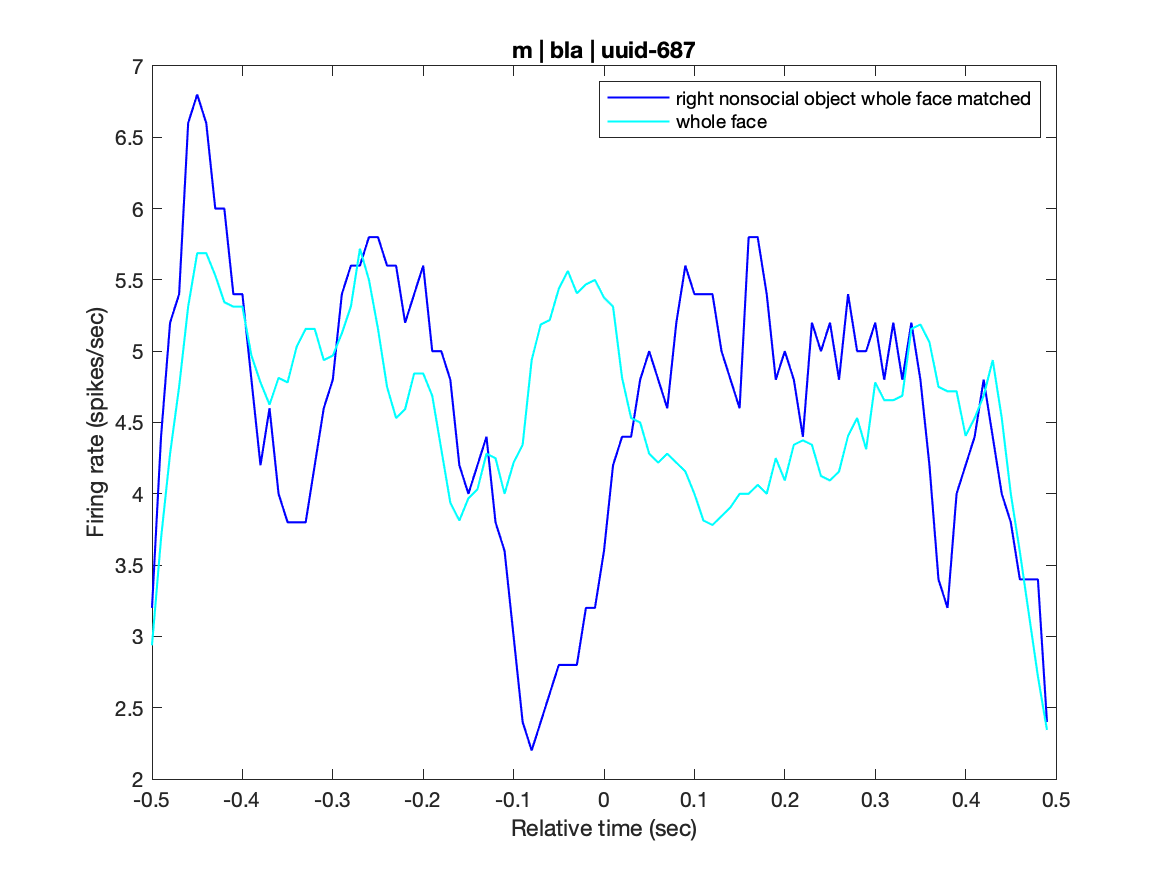 m | bla | uuid-687
right nonsocial object whole face matched
whole face
Firing rate (spikes/sec)
7
6.5
6
5.5
5
4.5
4
3.5
3
2.5
2
-0.5 -0.4 -0.3 -0.2 -0.1 0 0.1 0.2 0.3 0.4 0.5
Relative time (sec)